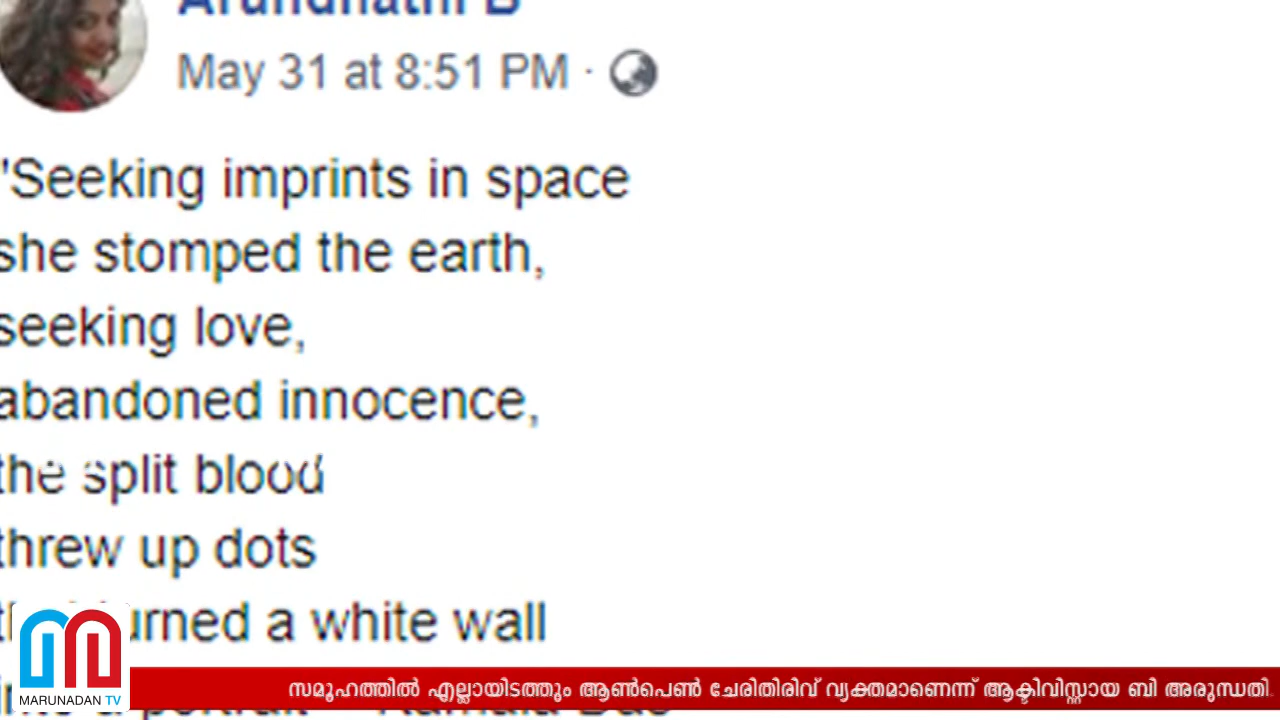 Arundhathi B
May 31 at 8:51 PM ·
'Seeking imprints in space
she stomped the earth,
seeking love,
abandoned innocence,
the split blood
threw up dots
turned a white wall
MARUNADAN TV
സമൂഹത്തിൽ എല്ലായിടത്തും ആൺപെൺ ചേരിതിരിവ് വ്യക്തമാണെന്ന് ആക്ടിവിസ്റ്റായ ബി അരുന്ധതി.